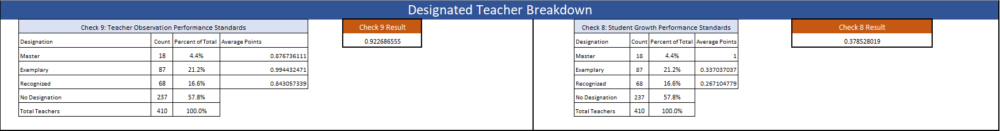 Designated Teacher Breakdown
Check 9: Teacher Observation Performance Standards
Designation Count Percent of Total Average Points
Master 18 4.4% 0.876736111
Exemplary 87 21.2% 0.994432471
Recognized 68 16.6% 0.843057339
No Designation 237 57.8%
Total Teachers 410 100.0%
Check 9 Result
0.922686555
Check 8: Student Growth Performance Standards
Designation Count Percent of Total Average Points
Master 18 4.4% 1
Exemplary 87 21.2% 0.337037037
Recognized 68 16.6% 0.267104779
No Designation 237 57.8%
Total Teachers 410 100.0%
Check 8 Result
0.378528019